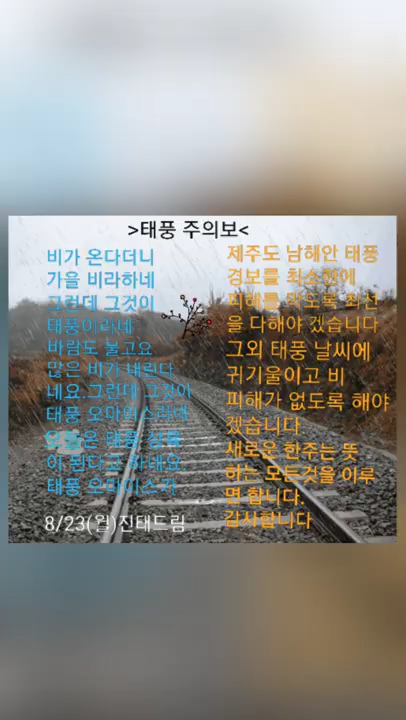 >태풍 주의보<
비가 온다더니
가을 비라하네
그런데 그것이
태풍이라네
바람도 불고요
많은 비가 내린다
네요.그런데 그것이
태풍 오마이스라네
오늘은 태풍 상륙
이 된다고 하네요.
태풍 오마이스가
8/23(월)진태드림
제주도 남해안 태풍
경보를 최소한에
피해를 막도록 최선
을 다해야 겠습니다
그외 태풍 날씨에
귀기울이고 비
피해가 없도록 해야
겠습니다
새로운 한주는 뜻
하는 모든것을 이루
면 합니다.
감사합니다